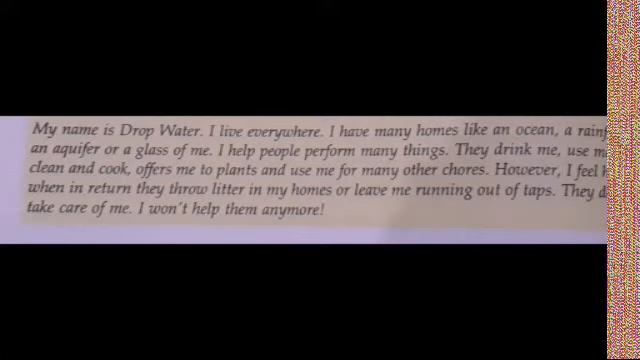 My name is Drop Water. I live everywhere. I have many homes like an ocean, a
an aquifer or a glass of me. I help people perform many things. They drink me, use
clean and cook, offers me to plants and use me for many other chores. However, I feel
when in return they throw litter in my homes or leave me running out of taps. They
take care of me. I won't help them anymore!